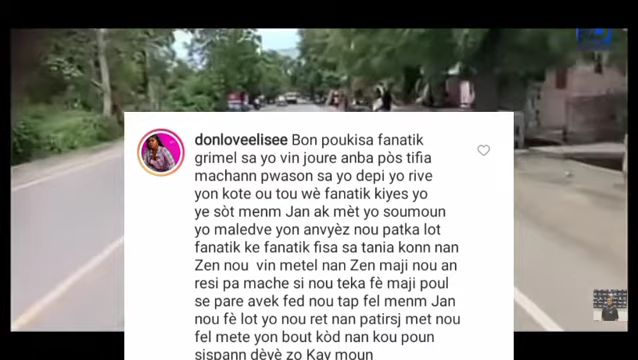 donloveelisee Bon poukisa fanatik
grimel sa yo vin joure anba pòs tifia
machann pwason sa yo depi yo rive
yon kote ou tou wè fanatik kiyes yo
ye sòt menm Jan ak mèt yo soumoun
yo maledve yon anvyèz nou patka lot
fanatik ke fanatik fisa sa tania konn nan
Zen nou vin metel nan Zen maji nou an
resi pa mache si nou teka fè maji poul
se pare avek fed nou tap fel menm Jan
nou fè lot yo nou ret nan patirsj met nou
fel mete yon bout kòd nan kou poun
sispann dèyè zo Kay moun